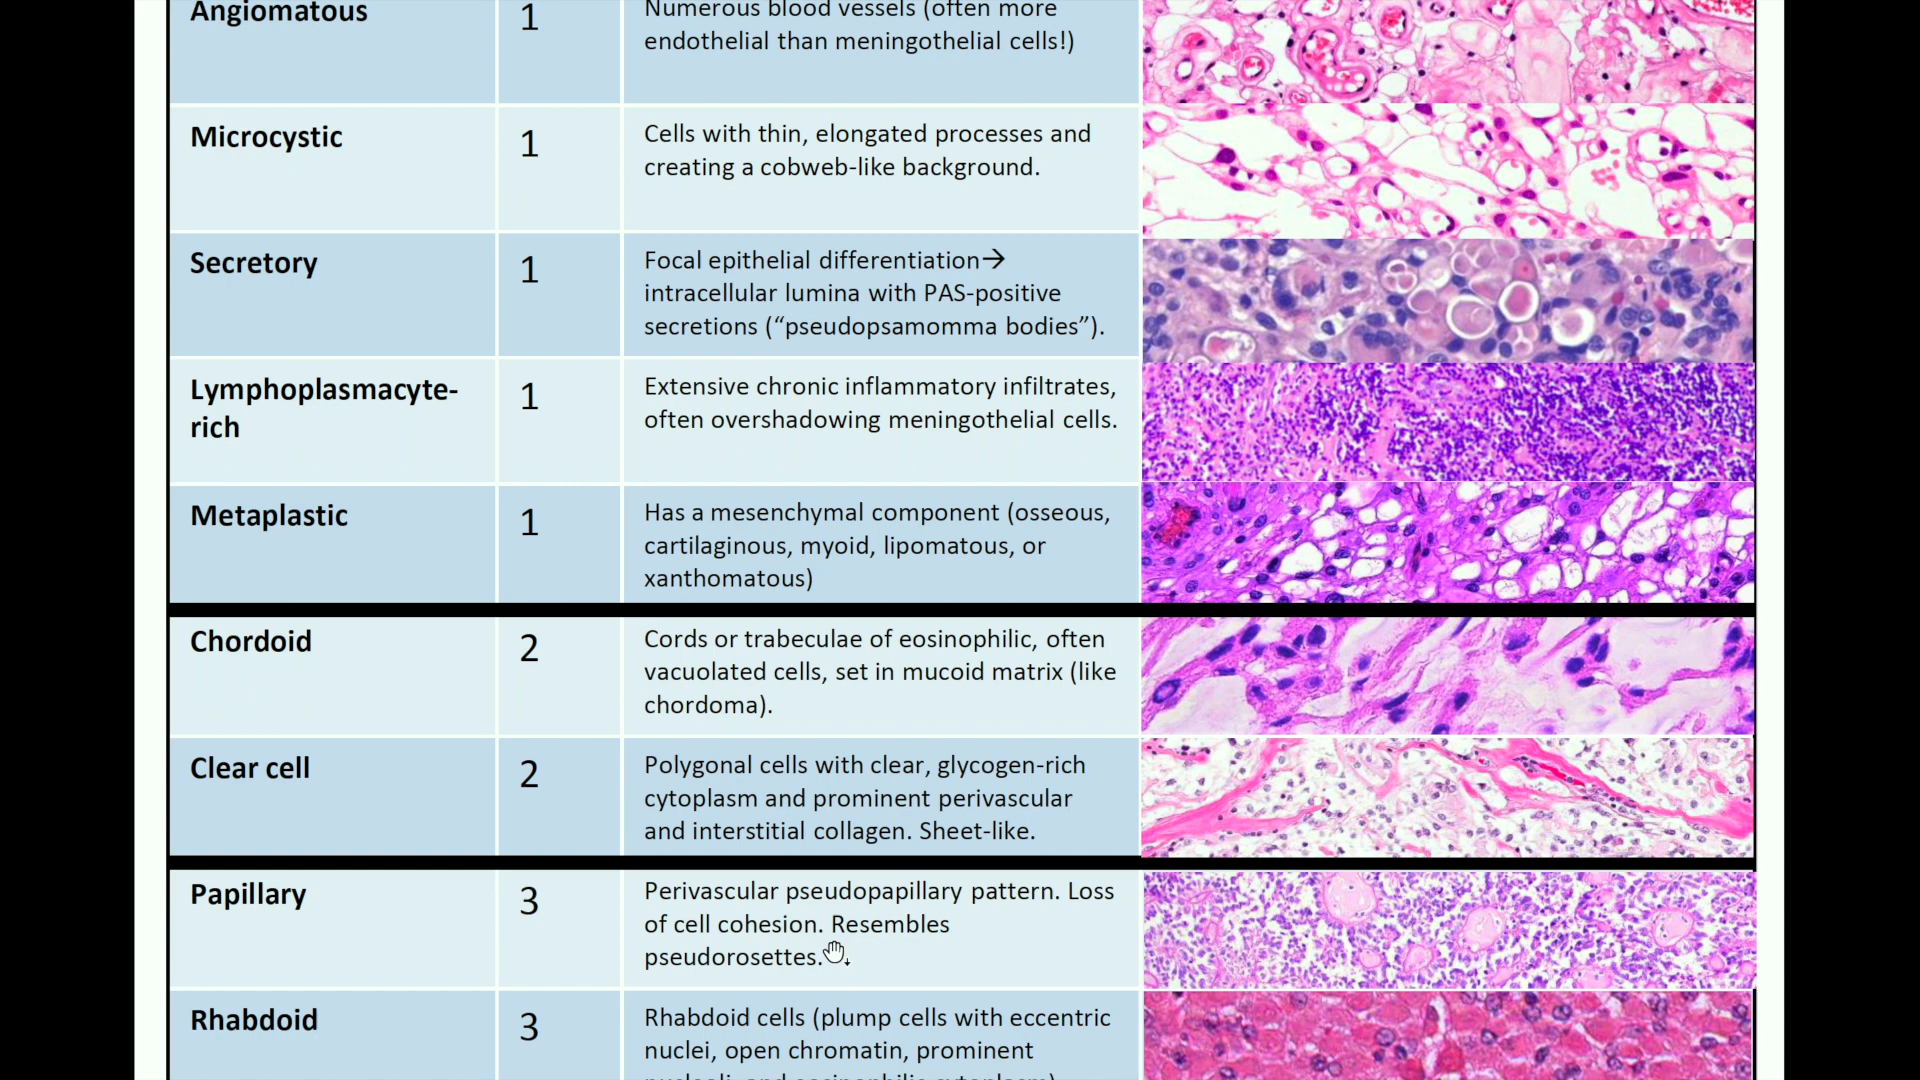 Angiomatous
1
Numerous blood vessels (often more
endothelial than meningothelial cells!)
Microcystic
1
Cells with thin, elongated processes and
creating a cobweb-like background.
Secretory
1
Focal epithelial differentiation→
intracellular lumina with PAS-positive
secretions (“pseudopsamomma bodies”).
Lymphoplasmacyte-
rich
1
Extensive chronic inflammatory infiltrates,
often overshadowing meningothelial cells.
Metaplastic
1
Has a mesenchymal component (osseous,
cartilaginous, myoid, lipomatous, or
xanthomatous)
Chordoid
2
Cords or trabeculae of eosinophilic, often
vacuolated cells, set in mucoid matrix (like
chordoma).
Clear cell
2
Polygonal cells with clear, glycogen-rich
cytoplasm and prominent perivascular
and interstitial collagen. Sheet-like.
Papillary
3
Perivascular pseudopapillary pattern. Loss
of cell cohesion. Resembles
pseudorosettes.
Rhabdoid
3
Rhabdoid cells (plump cells with eccentric
nuclei, open chromatin, prominent
nucleoli, and eosinophilic cytoplasm)